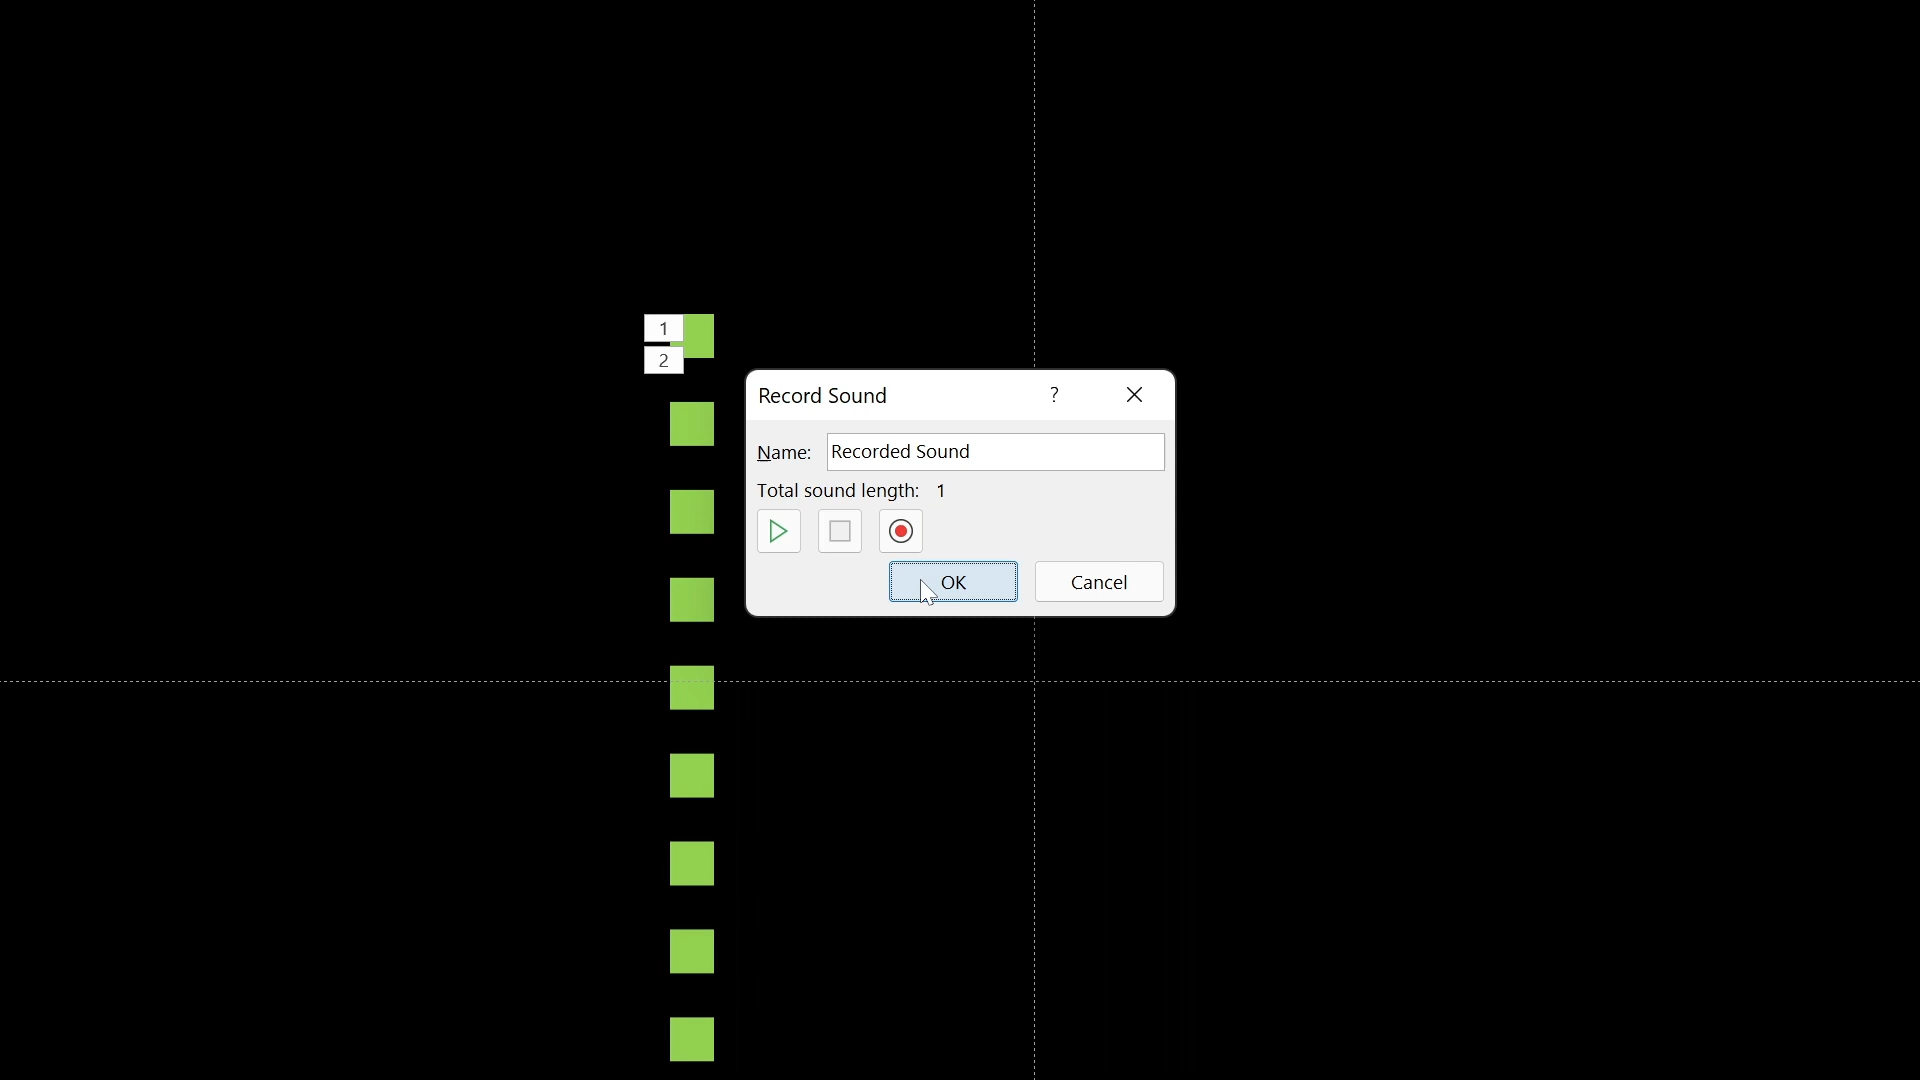 1
2
Record Sound
?
Name: Recorded Sound
Total sound length: 1
OK Cancel